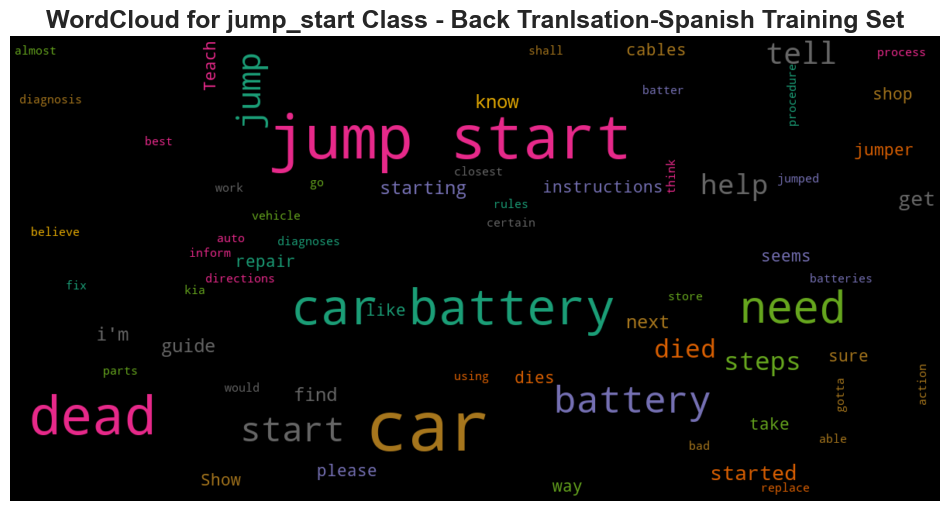 WordCloud for jump_start Class - Back Tranlsation-Spanish Training Set
almost
Teach
jump
shall
cables
tell
process
diagnosis
know
batter
procedure
shop
best
jump start
jumper
closest
work
go
starting
instructions
think
help
jumped
get
vehicle
rules
certain
believe
auto
diagnoses
inform
repair
seems
fix
directions
kia
batteries
car battery
like
store
need
i'm
guide
next
died
steps
sure
parts
would
find
using
dies
battery
gotta
action
dead
start
car
take
able
bad
Show
please
way
started
replace